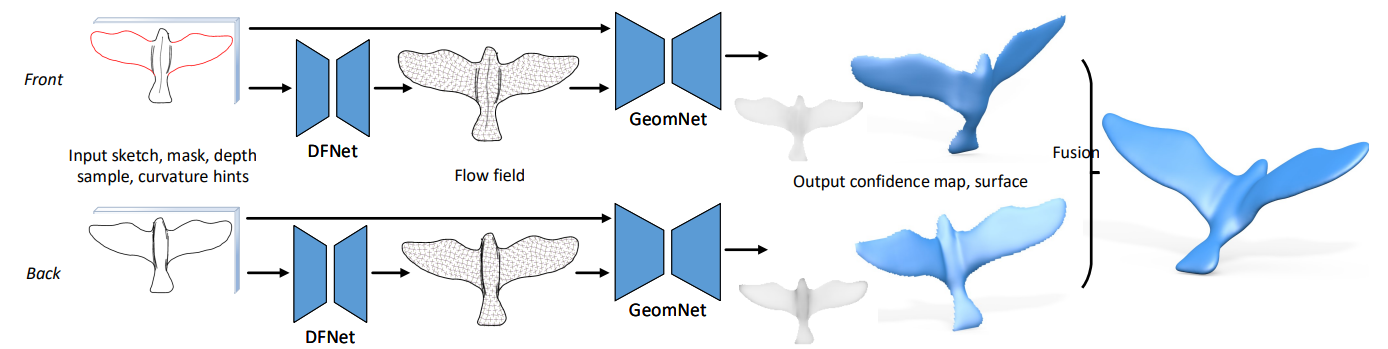 Front
DFNet
GeomNet
Input sketch, mask, depth
sample, curvature hints
Flow field
Output confidence map, surface
Fusion
Back
DFNet
GeomNet